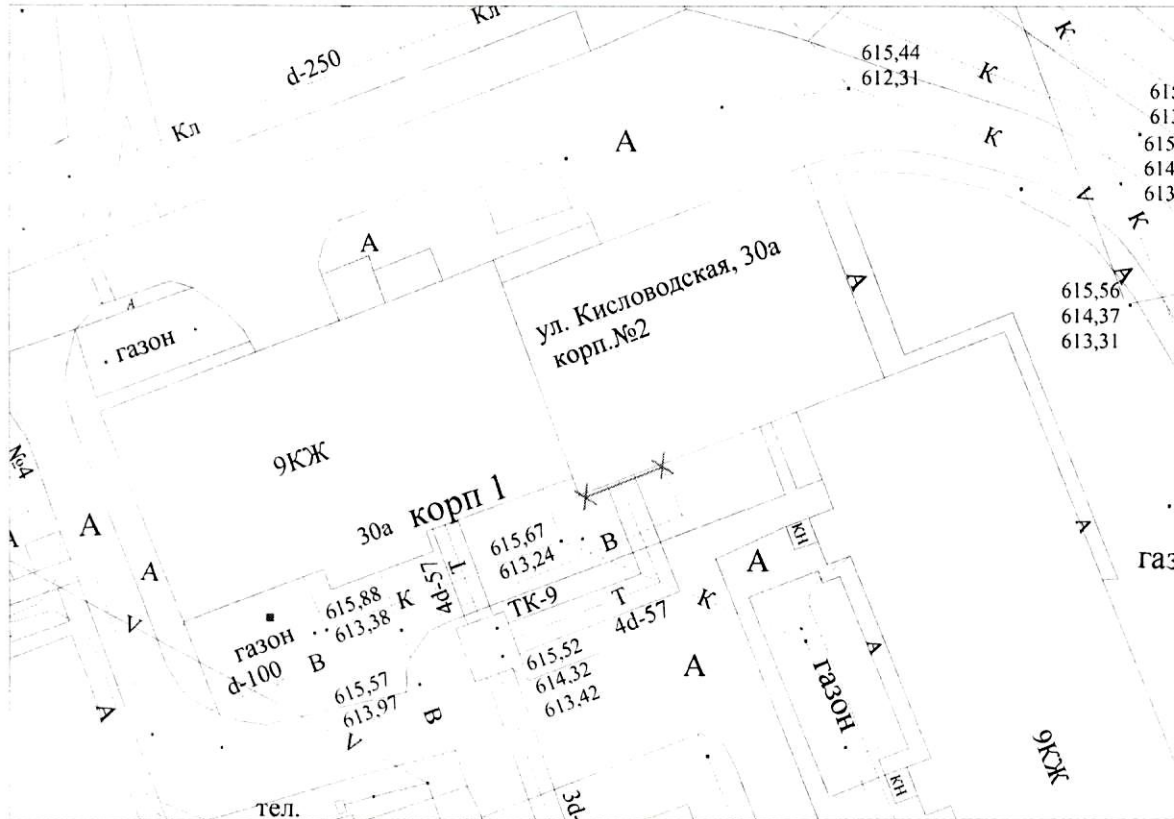 Кл
d-250
Кл
615,44
612,31
К
К
К
А
А
V
К
А
А
615,56
614,37
613,31
ул. Кисловодская, 30а
корп.№2
А
газон
9КЖ
30а корп 1
№4
А
А
А
V
А
615,67
613,24
В
Т
4d-57
ТК-9
615,88
613,38
К
газон
d-100
В
615,57
613,97
V
В
Т
4d-57
К
А
кн
615,52
614,32
613,42
А
газон
А
А
9КЖ
кн
тел.
3d-